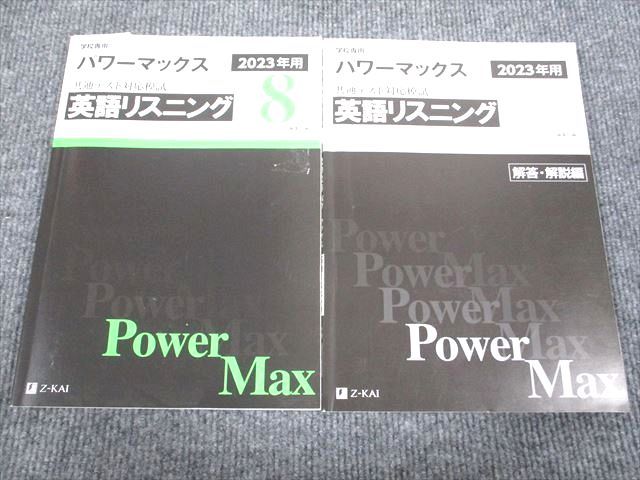 学校専用
パワーマックス
2023年用
共通テスト対応模試
英語リスニング
8
Power
Max
Z-KAI
学校専用
パワーマックス
2023年用
共通テスト対応模試
英語リスニング
解答・解説編
Power
Power Max
Power Max
Power Max
Max
Z-KAI